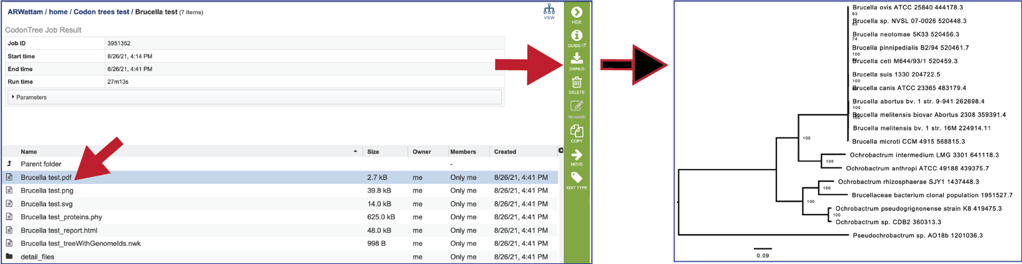 ARWattam / home / Codon trees test / Brucella test (7 items)
VIEW
CodonTree Job Result
Job ID 3951352
Start time 8/26/21, 4:14 PM
End time 8/26/21, 4:41 PM
Run time 27m13s
Parameters
Name Size Owner Members Created
Parent folder -
Brucella test.pdf 2.7 kB me Only me 8/26/21, 4:41 PM
Brucella test.png 39.8 kB me Only me 8/26/21, 4:41 PM
Brucella test.svg 14.0 kB me Only me 8/26/21, 4:41 PM
Brucella test_proteins.phy 625.0 kB me Only me 8/26/21, 4:41 PM
Brucella test_report.html 48.0 kB me Only me 8/26/21, 4:41 PM
Brucella test_treeWithGenomeIds.nwk 998 B me Only me 8/26/21, 4:41 PM
detail_files me Only me 8/26/21, 4:41 PM
HIDE
GUIDE
DWNLD
DELETE
RENAME
COPY
MOVE
EDIT TYPE
Brucella ovis ATCC 25840 444178.3
Brucella sp. NVSL 07-0026 520448.3
Brucella neotomae 5K33 520456.3
Brucella pinnipedialis B2/94 520461.7
Brucella ceti M644/93/1 520459.3
Brucella suis 1330 204722.5
Brucella canis ATCC 23365 483179.4
Brucella abortus bv. 1 str. 9-941 262698.4
Brucella melitensis biovar Abortus 2308 359391.4
Brucella melitensis bv. 1 str. 16M 224914.11
100
Brucella microti CCM 4915 568815.3
Ochrobactrum intermedium LMG 3301 641118.3
100
Ochrobactrum anthropi ATCC 49188 439375.7
Ochrobactrum rhizosphaerae SJY1 1437448.3
100
Brucellaceae bacterium clonal population 1951527.7
100
Ochrobactrum pseudogrignonense strain K8 419475.3
100
Ochrobactrum sp. CDB2 360313.3
Pseudochrobactrum sp. AO18b 1201036.3
0.09